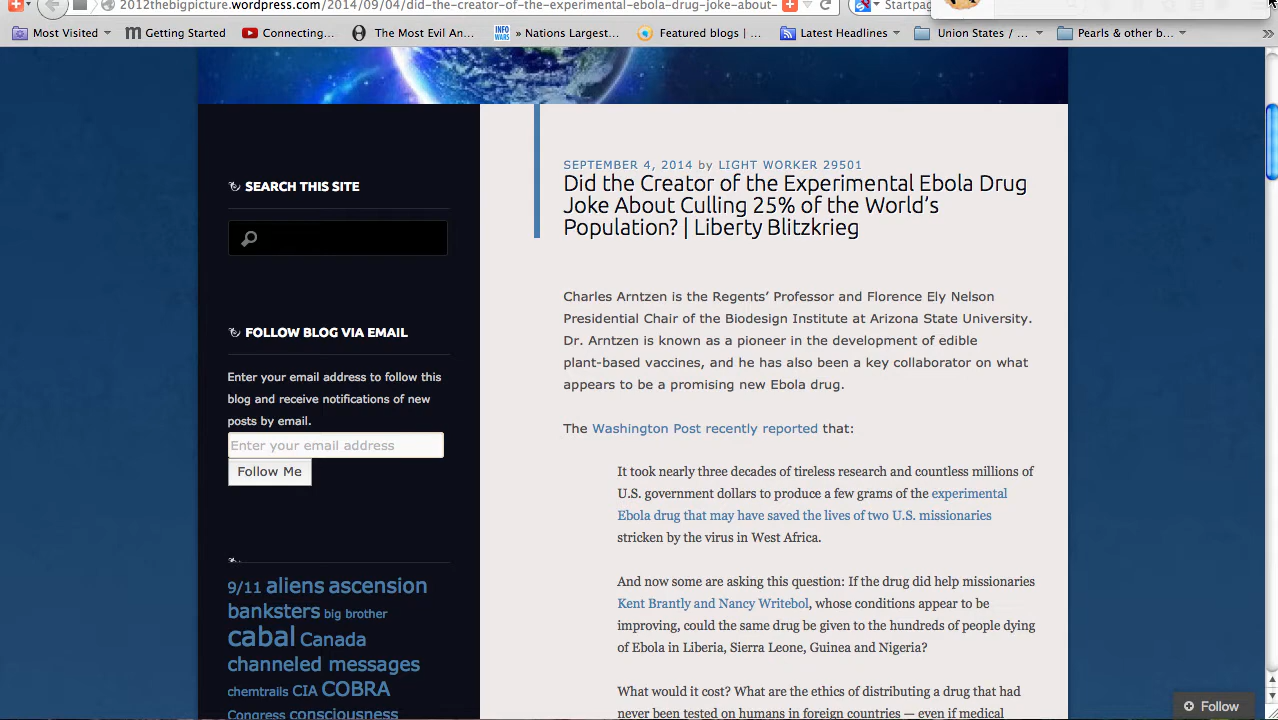 2012thebigpicture.wordpress.com/2014/09/04/did-the-creator-of-the-experimental-ebola-drug-joke-about-
Startpag
Most Visited
Getting Started
Connecting...
The Most Evil An...
INFO WARS
» Nations Largest...
Featured blogs | ...
Latest Headlines
Union States / ...
Pearls & other b...
SEARCH THIS SITE
FOLLOW BLOG VIA EMAIL
Enter your email address to follow this
blog and receive notifications of new
posts by email.
Enter your email address
Follow Me
9/11 aliens ascension
banksters big brother
cabal Canada
channeled messages
chemtrails CIA COBRA
Congress consciousness
SEPTEMBER 4, 2014 by LIGHT WORKER 29501
Did the Creator of the Experimental Ebola Drug
Joke About Culling 25% of the World's
Population? | Liberty Blitzkrieg
Charles Arntzen is the Regents' Professor and Florence Ely Nelson
Presidential Chair of the Biodesign Institute at Arizona State University.
Dr. Arntzen is known as a pioneer in the development of edible
plant-based vaccines, and he has also been a key collaborator on what
appears to be a promising new Ebola drug.
The Washington Post recently reported that:
It took nearly three decades of tireless research and countless millions of
U.S. government dollars to produce a few grams of the experimental
Ebola drug that may have saved the lives of two U.S. missionaries
stricken by the virus in West Africa.
And now some are asking this question: If the drug did help missionaries
Kent Brantly and Nancy Writebol, whose conditions appear to be
improving, could the same drug be given to the hundreds of people dying
of Ebola in Liberia, Sierra Leone, Guinea and Nigeria?
What would it cost? What are the ethics of distributing a drug that had
never been tested on humans in foreign countries — even if medical
Follow